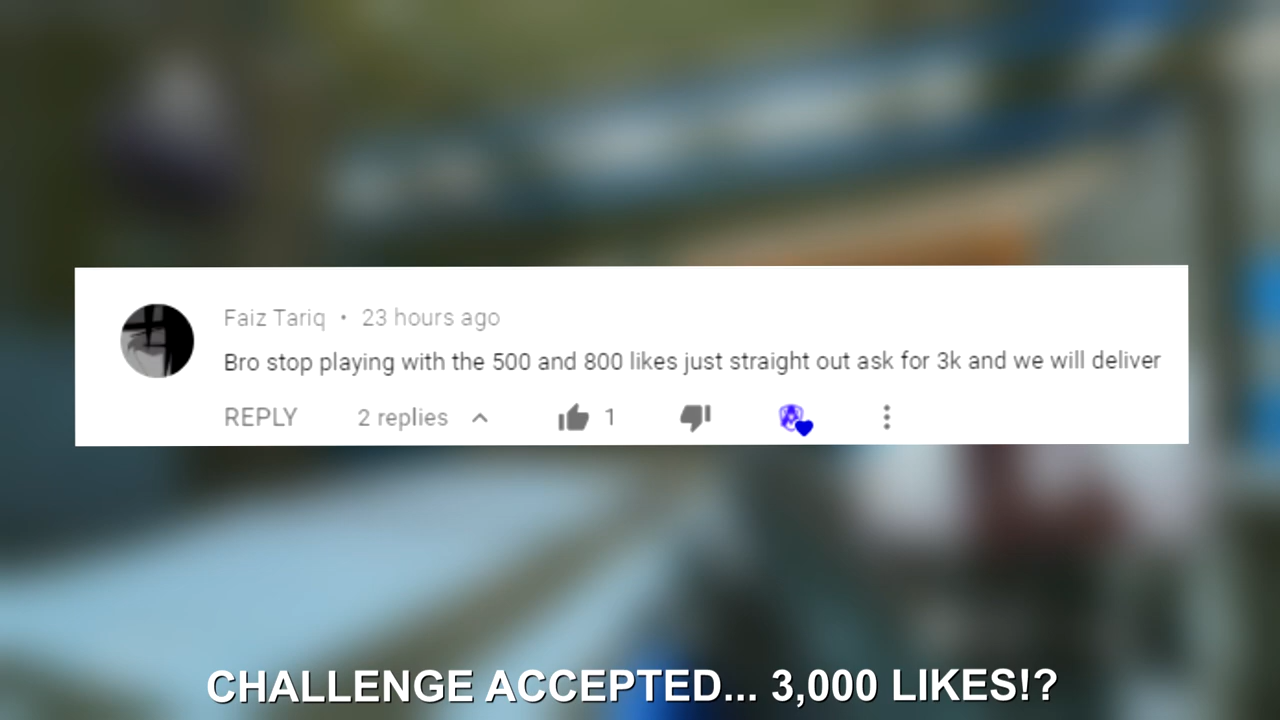 Faiz Tariq • 23 hours ago
Bro stop playing with the 500 and 800 likes just straight out ask for 3k and we will deliver
REPLY 2 replies 1
CHALLENGE ACCEPTED... 3,000 LIKES!?